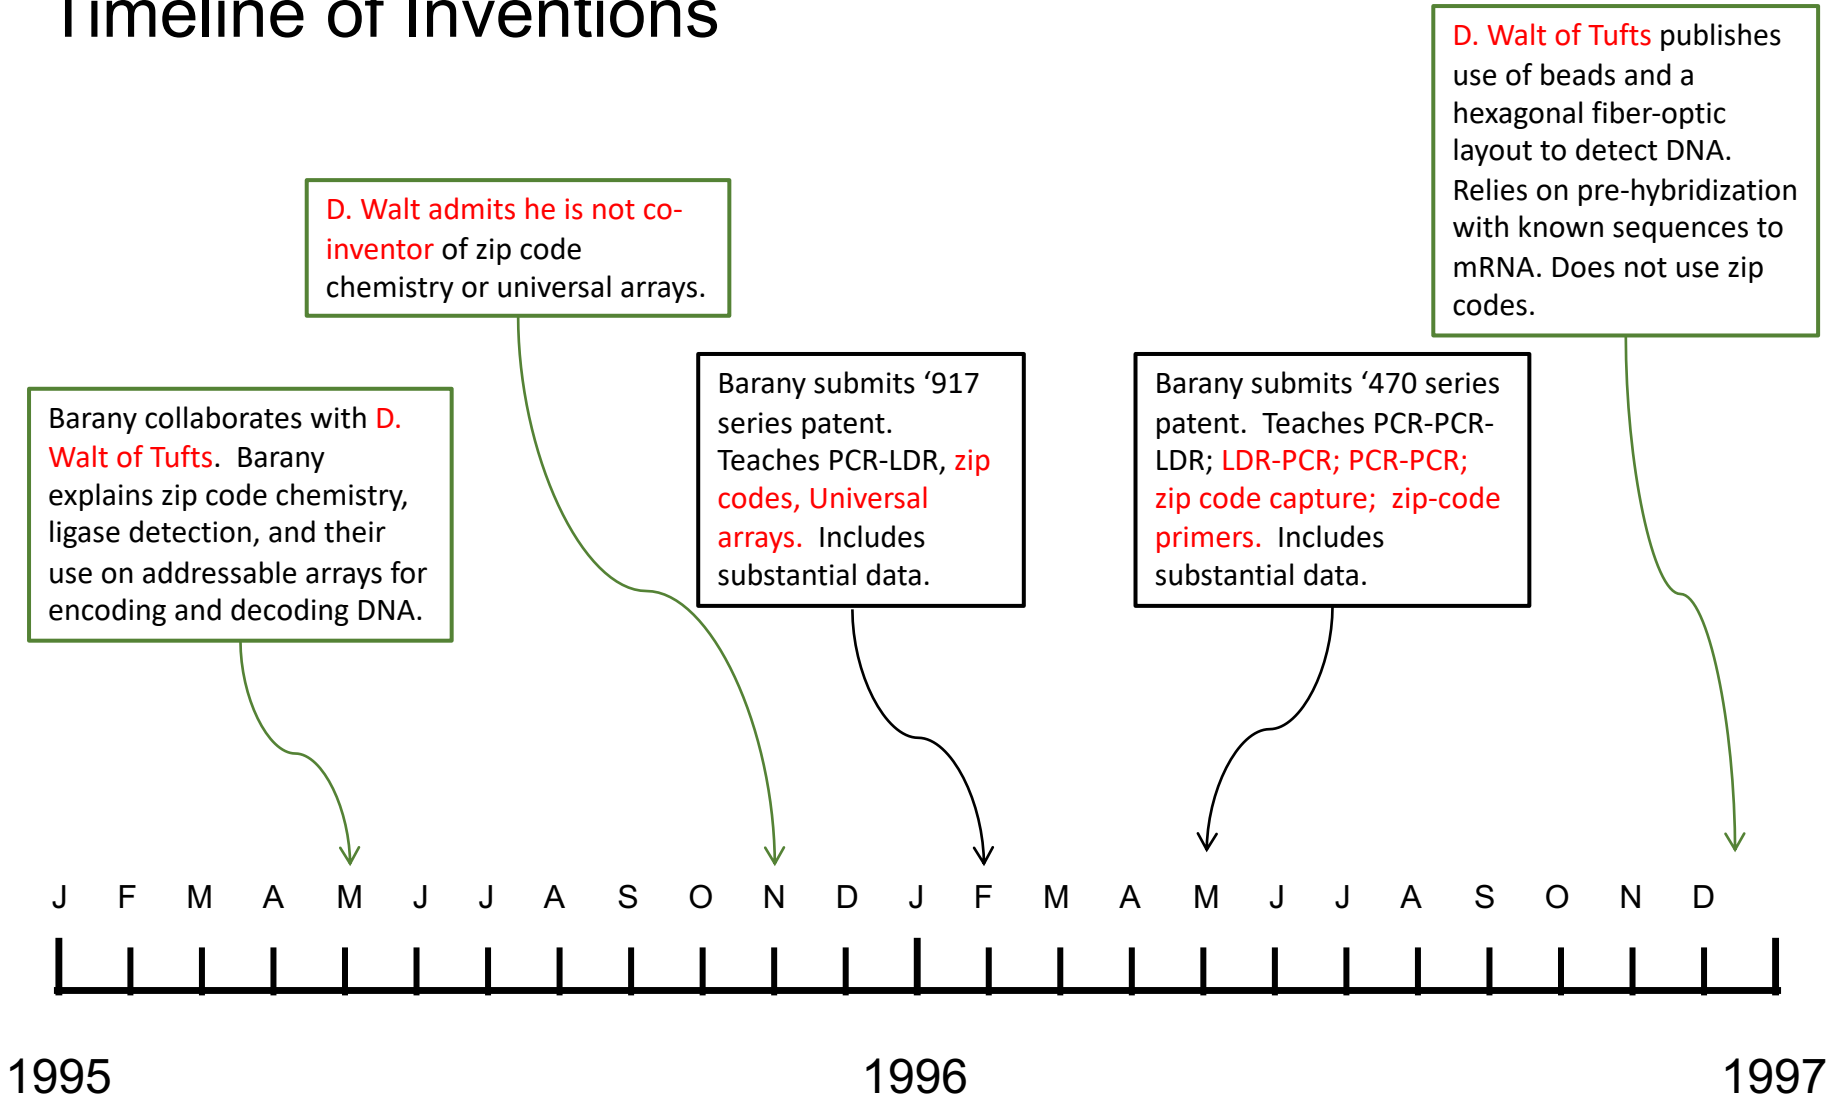 Timeline of Inventions
D. Walt of Tufts publishes
use of beads and a
hexagonal fiber-optic
layout to detect DNA.
Relies on pre-hybridization
with known sequences to
mRNA. Does not use zip
codes.
D. Walt admits he is not co-
inventor of zip code
chemistry or universal arrays.
Barany submits ‘917
series patent.
Teaches PCR-LDR, zip
codes, Universal
arrays.  Includes
substantial data.
Barany submits ‘470 series
patent.  Teaches PCR-PCR-
LDR; LDR-PCR; PCR-PCR;
zip code capture;  zip-code
primers.  Includes
substantial data.
Barany collaborates with D.
Walt of Tufts.  Barany
explains zip code chemistry,
ligase detection, and their
use on addressable arrays for
encoding and decoding DNA.
J F M A M J J A S O N D J F M A M J J A S O N D
1995 1996 1997